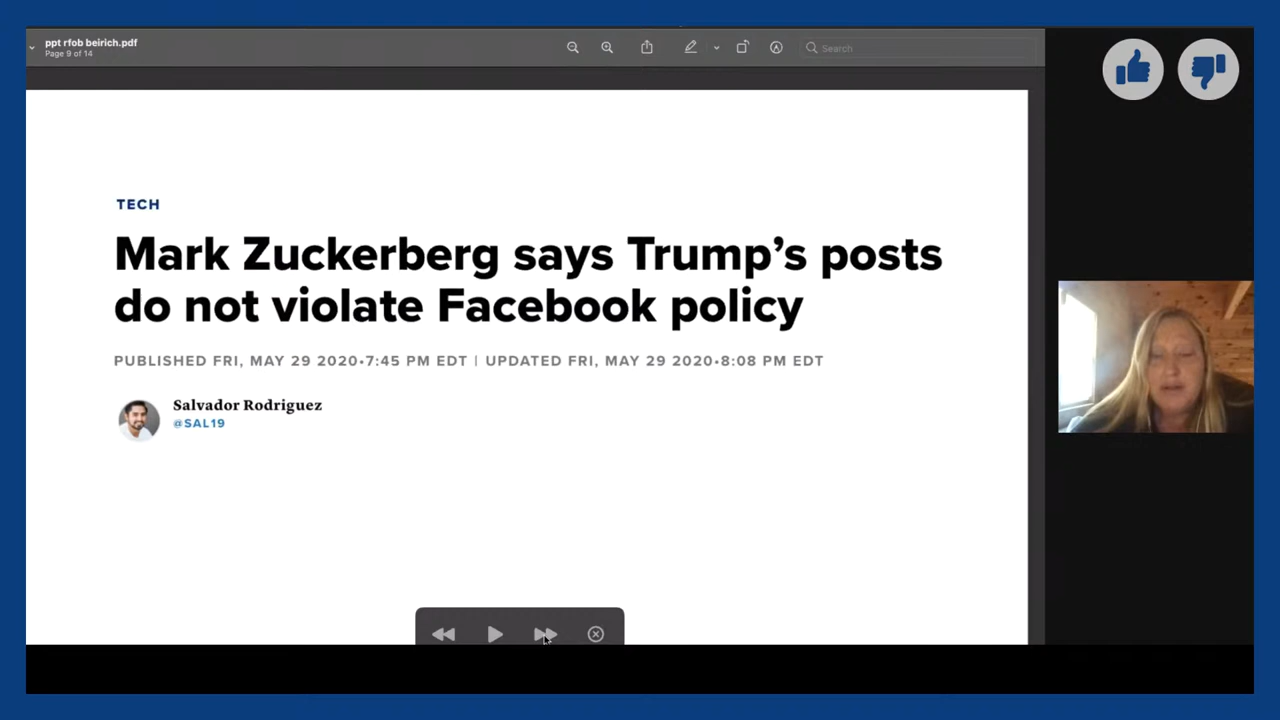 ppt rfob beirich.pdf
Page 9 of 14
Search
TECH
Mark Zuckerberg says Trump’s posts
do not violate Facebook policy
PUBLISHED FRI, MAY 29 2020•7:45 PM EDT | UPDATED FRI, MAY 29 2020•8:08 PM EDT
Salvador Rodriguez
@SAL19